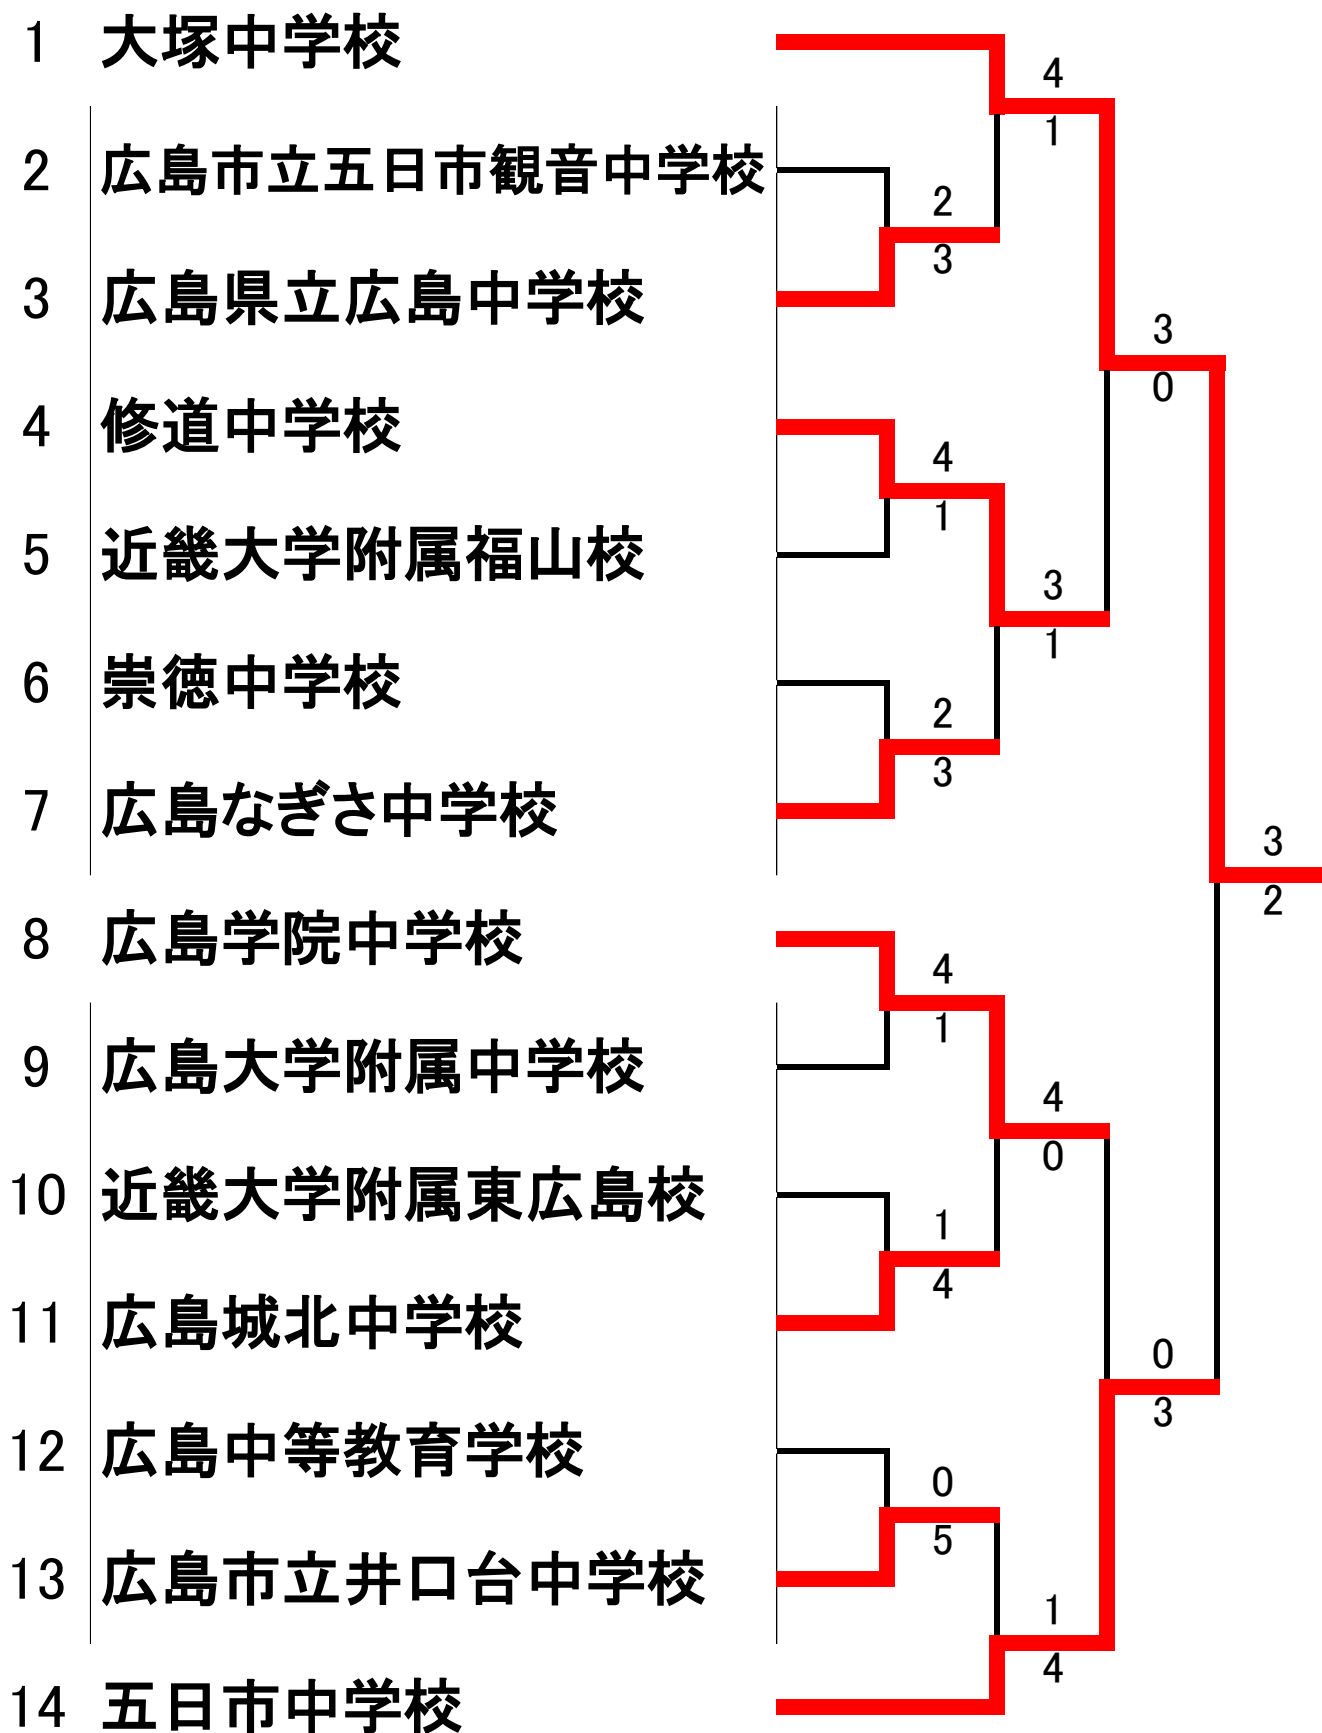 1 大塚中学校
4
1
2 広島市立五日市観音中学校
2
3
3 広島県立広島中学校
3
0
4 修道中学校
4
1
5 近畿大学附属福山校
3
1
6 崇徳中学校
2
3
7 広島なぎさ中学校
3
2
8 広島学院中学校
4
1
9 広島大学附属中学校
4
0
10 近畿大学附属東広島校
1
4
11 広島城北中学校
0
3
12 広島中等教育学校
0
5
13 広島市立井口台中学校
1
4
14 五日市中学校